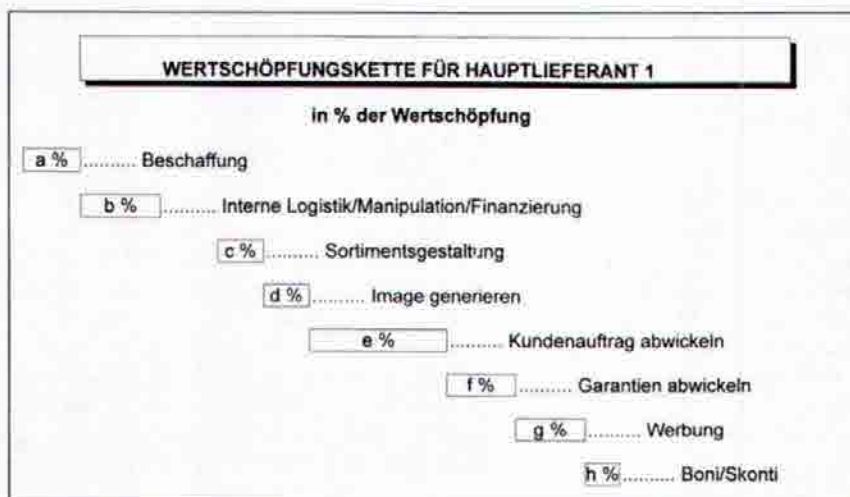 WERTSCHÖPFUNGSKETTE FÜR HAUPTLIEFERANT 1
in % der Wertschöpfung
a % .......... Beschaffung
b % .......... Interne Logistik/Manipulation/Finanzierung
c % .......... Sortimentsgestaltung
d % .......... Image generieren
e % .......... Kundenauftrag abwickeln
f % .......... Garantien abwickeln
g % .......... Werbung
h % .......... Boni/Skonti